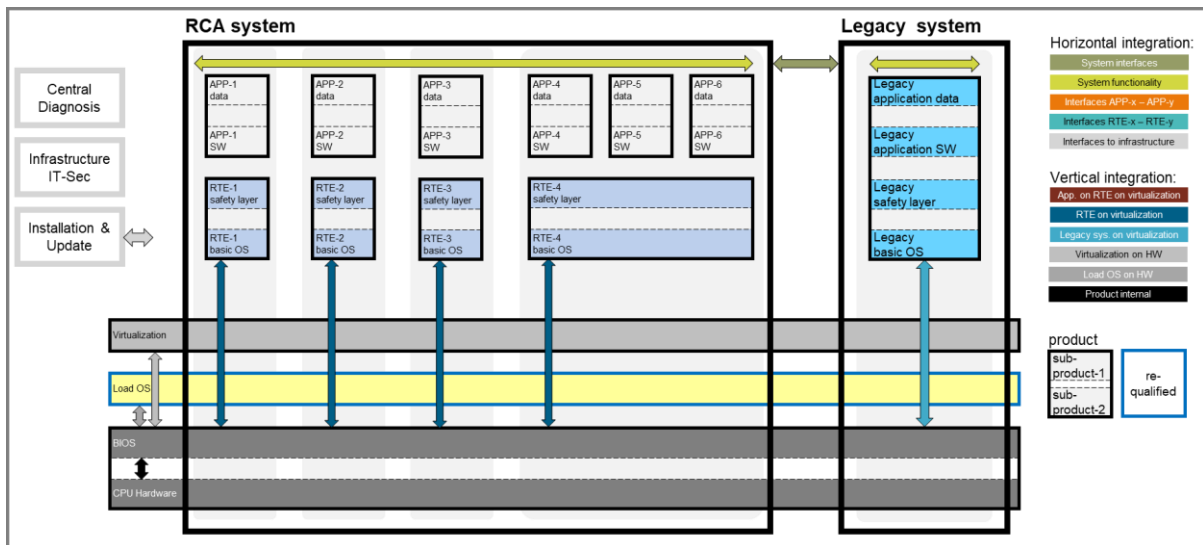 RCA system
Legacy system
Central
Diagnosis
Infrastructure
IT-Sec
Installation &
Update
APP-1
data
APP-1
SW
APP-2
data
APP-2
SW
APP-3
data
APP-3
SW
APP-4
data
APP-4
SW
APP-5
data
APP-5
SW
APP-6
data
APP-6
SW
RTE-1
safety layer
RTE-1
basic OS
RTE-2
safety layer
RTE-2
basic OS
RTE-3
safety layer
RTE-3
basic OS
RTE-4
safety layer
RTE-4
basic OS
Legacy
application data
Legacy
application SW
Legacy
safety layer
Legacy
basic OS
Virtualization
Load OS
BIOS
CPU Hardware
Horizontal integration:
System interfaces
System functionality
Interfaces APP-x – APP-y
Interfaces RTE-x – RTE-y
Interfaces to infrastructure
Vertical integration:
App. on RTE on virtualization
RTE on virtualization
Legacy sys. on virtualization
Virtualization on HW
Load OS on HW
Product internal
product
sub-
product-1
sub-
product-2
re-
qualified